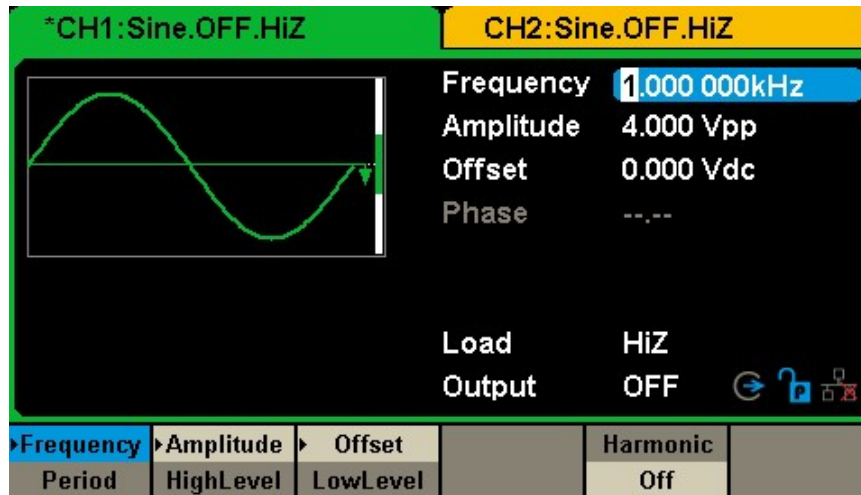 *CH1:Sine.OFF.HiZ
CH2:Sine.OFF.HiZ
Frequency 1.000 000kHz
Amplitude 4.000 Vpp
Offset 0.000 Vdc
Phase --.--
Load HiZ
Output OFF P
Frequency Amplitude Offset Harmonic
Period HighLevel LowLevel Off